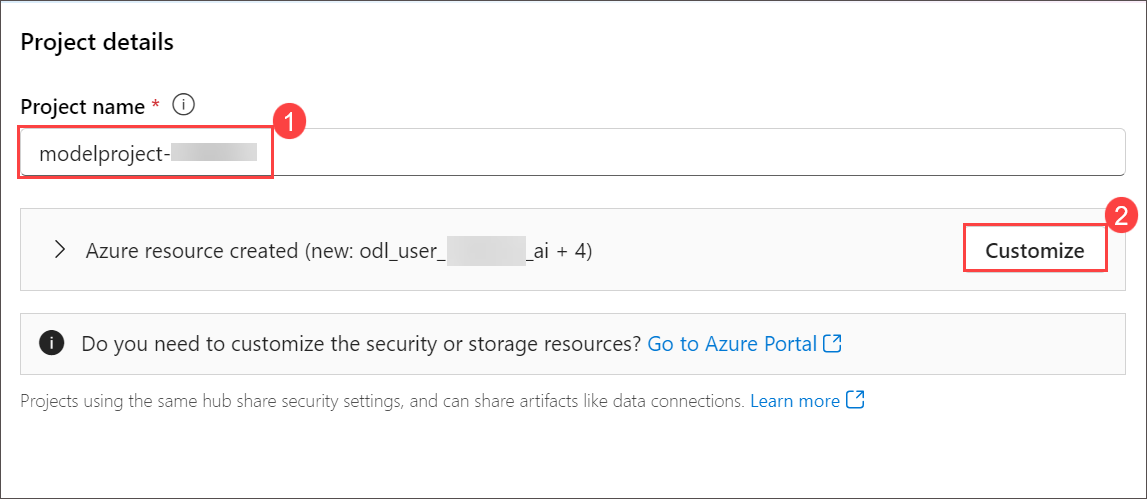 Project details
Project name * i
1
modelproject-
2
Azure resource created (new: odl_user_ _ai + 4)
Customize
i Do you need to customize the security or storage resources? Go to Azure Portal
Projects using the same hub share security settings, and can share artifacts like data connections. Learn more